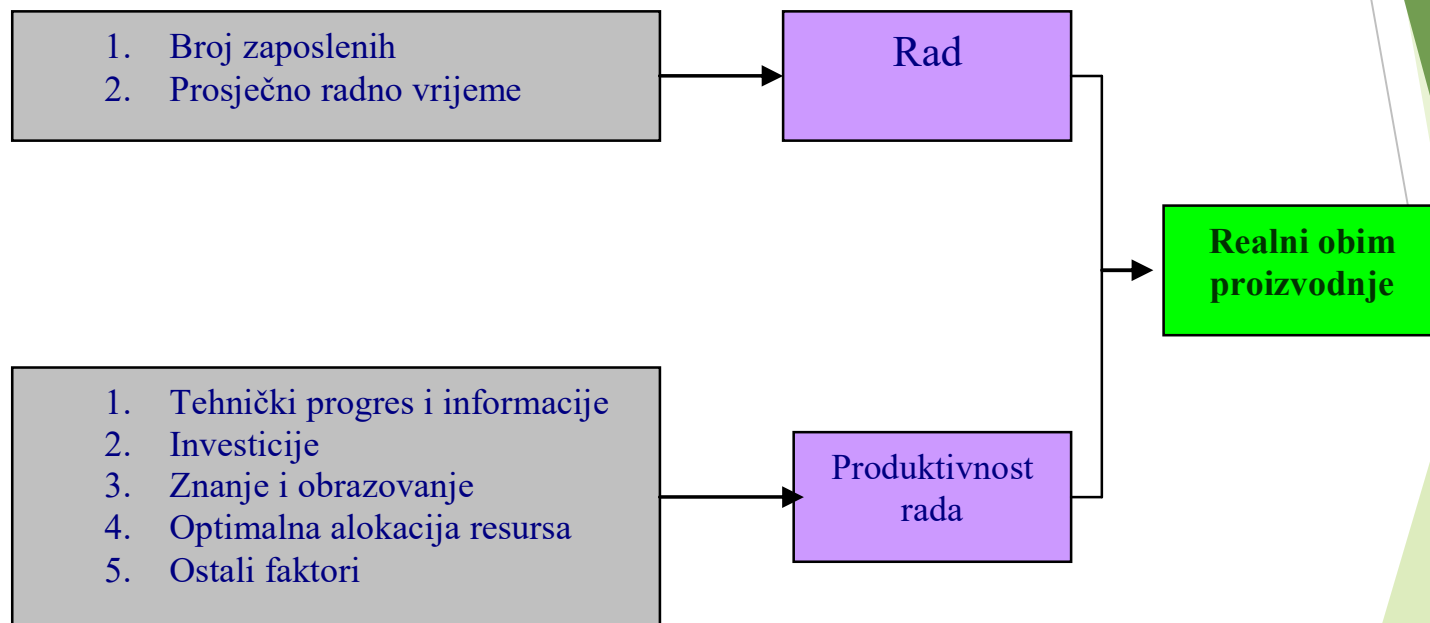 1. Broj zaposlenih
2. Prosječno radno vrijeme
Rad
Realni obim
proizvodnje
1. Tehnički progres i informacije
2. Investicije
3. Znanje i obrazovanje
4. Optimalna alokacija resursa
5. Ostali faktori
Produktivnost
rada